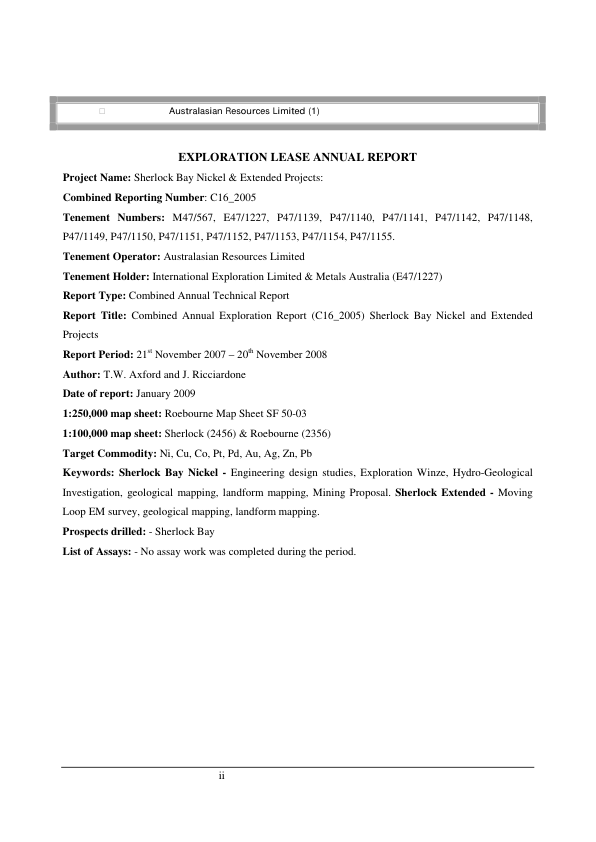 Australasian Resources Limited (1)
EXPLORATION LEASE ANNUAL REPORT
Project Name: Sherlock Bay Nickel & Extended Projects:
Combined Reporting Number: C16_2005
Tenement Numbers: M47/567, E47/1227, P47/1139, P47/1140, P47/1141, P47/1142, P47/1148,
P47/1149, P47/1150, P47/1151, P47/1152, P47/1153, P47/1154, P47/1155.
Tenement Operator: Australasian Resources Limited
Tenement Holder: International Exploration Limited & Metals Australia (E47/1227)
Report Type: Combined Annual Technical Report
Report Title: Combined Annual Exploration Report (C16_2005) Sherlock Bay Nickel and Extended
Projects
Report Period: 21st November 2007 – 20th November 2008
Author: T.W. Axford and J. Ricciardone
Date of report: January 2009
1:250,000 map sheet: Roebourne Map Sheet SF 50-03
1:100,000 map sheet: Sherlock (2456) & Roebourne (2356)
Target Commodity: Ni, Cu, Co, Pt, Pd, Au, Ag, Zn, Pb
Keywords: Sherlock Bay Nickel - Engineering design studies, Exploration Winze, Hydro-Geological
Investigation, geological mapping, landform mapping, Mining Proposal. Sherlock Extended - Moving
Loop EM survey, geological mapping, landform mapping.
Prospects drilled: - Sherlock Bay
List of Assays: - No assay work was completed during the period.
ii